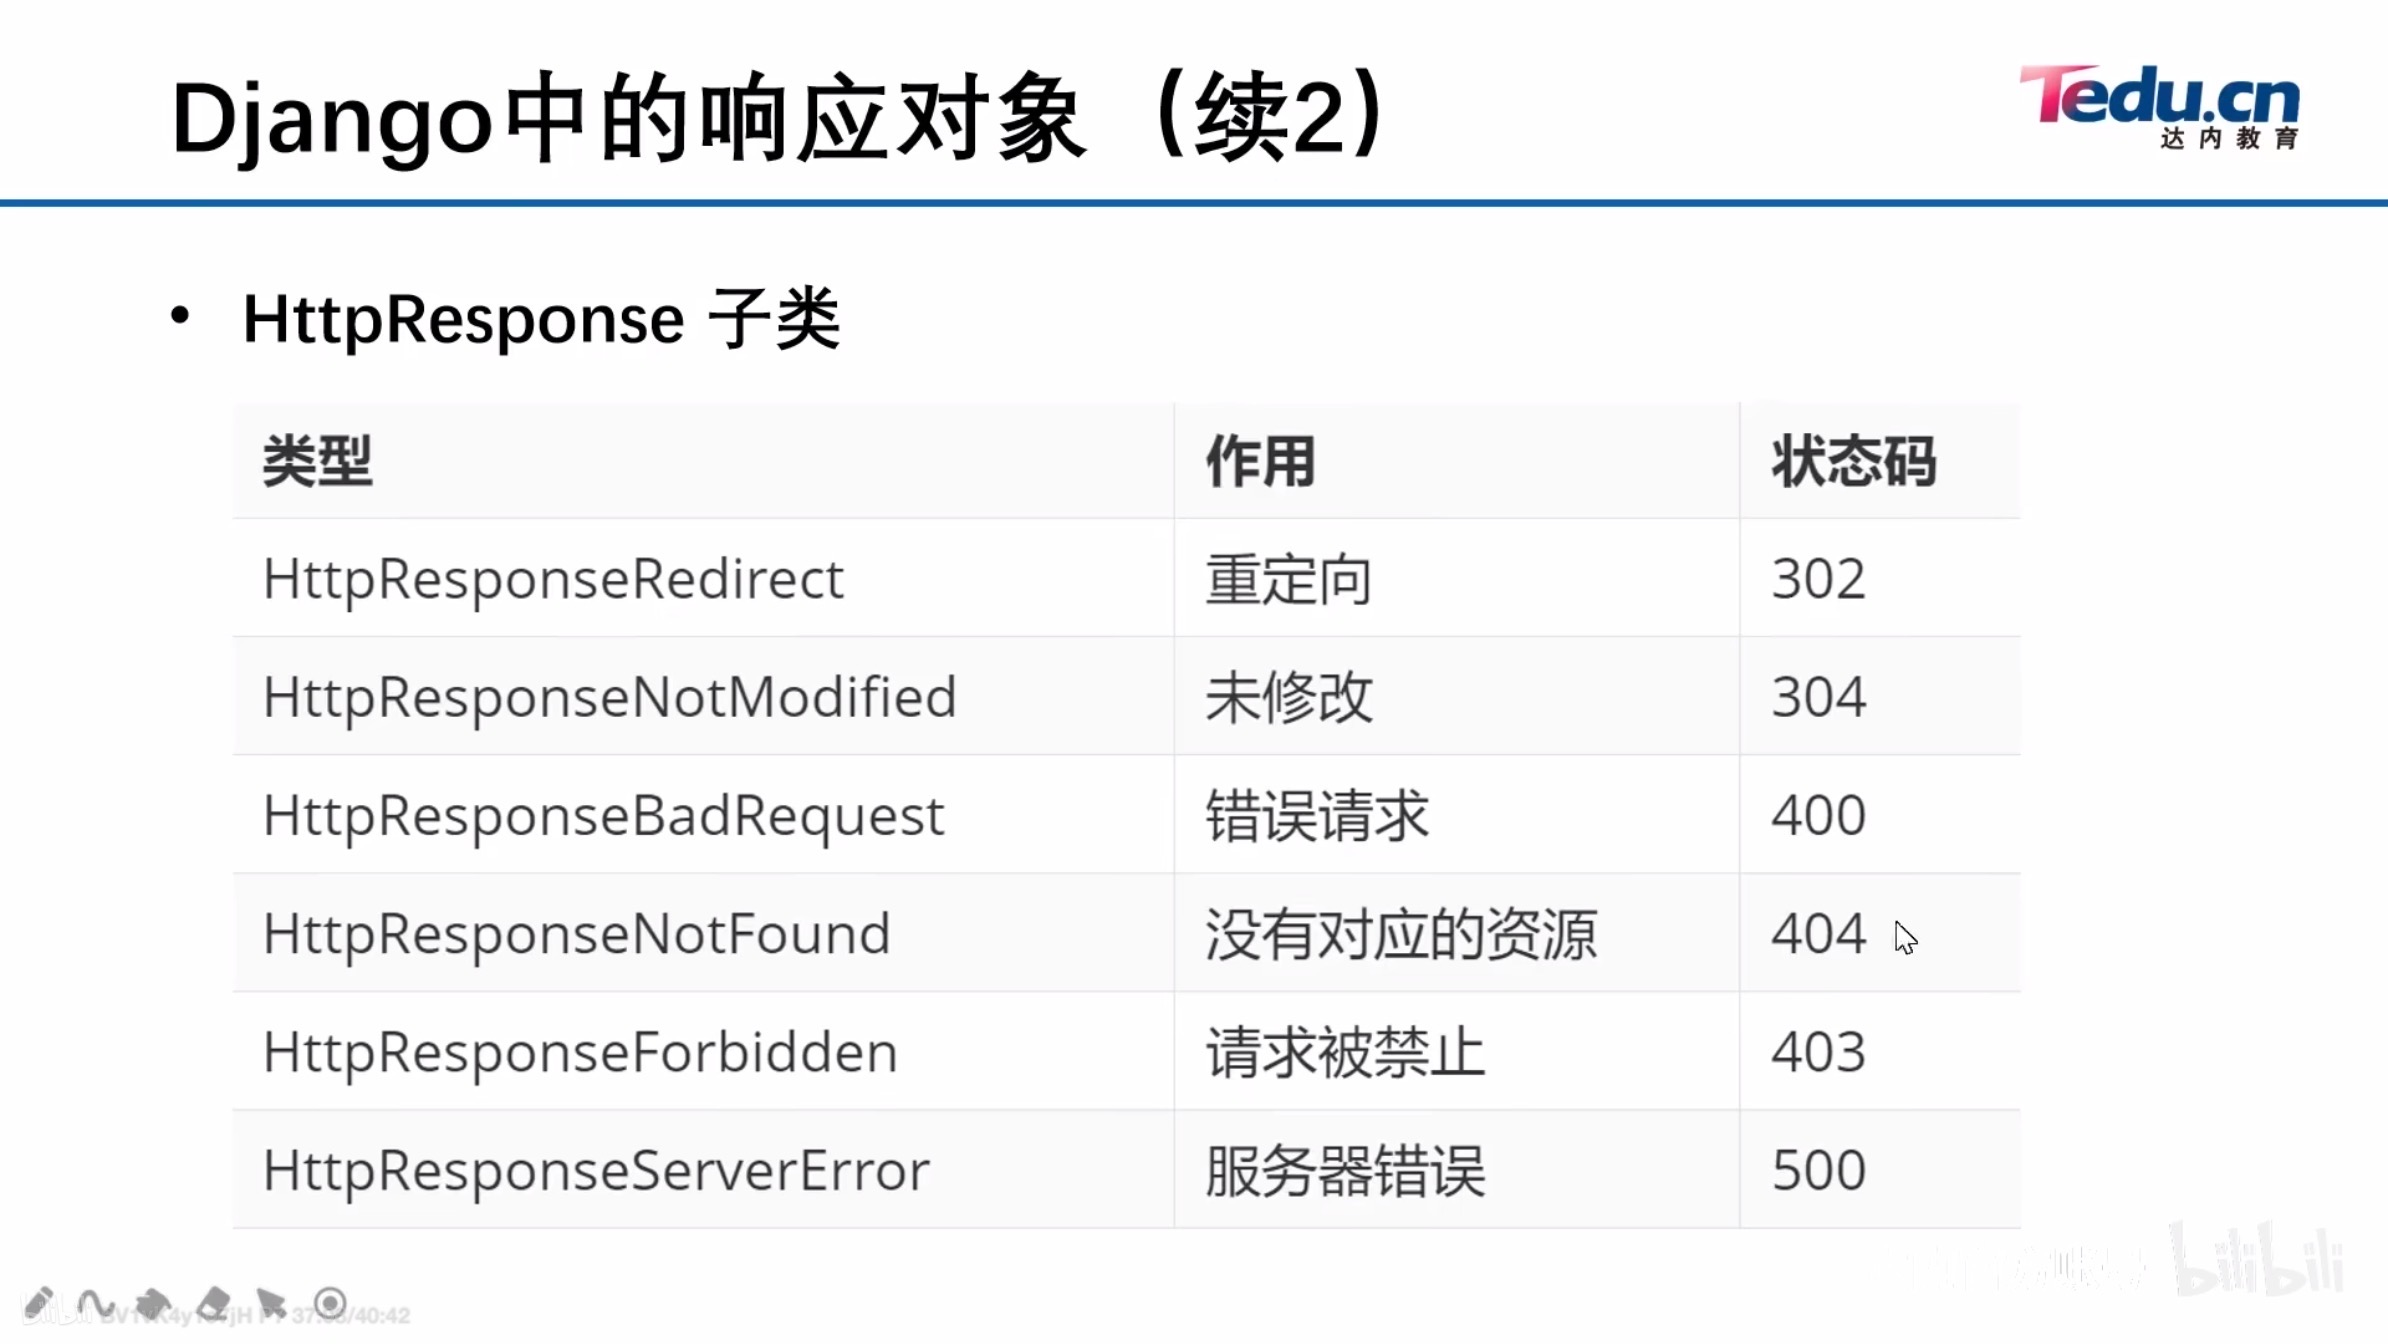 Django中的响应对象（续2）
Tedu.cn
达内教育
• HttpResponse 子类
类型 作用 状态码
HttpResponseRedirect 重定向 302
HttpResponseNotModified 未修改 304
HttpResponseBadRequest 错误请求 400
HttpResponseNotFound 没有对应的资源 404
HttpResponseForbidden 请求被禁止 403
HttpResponseServerError 服务器错误 500
bilibili
bilibili /40:42